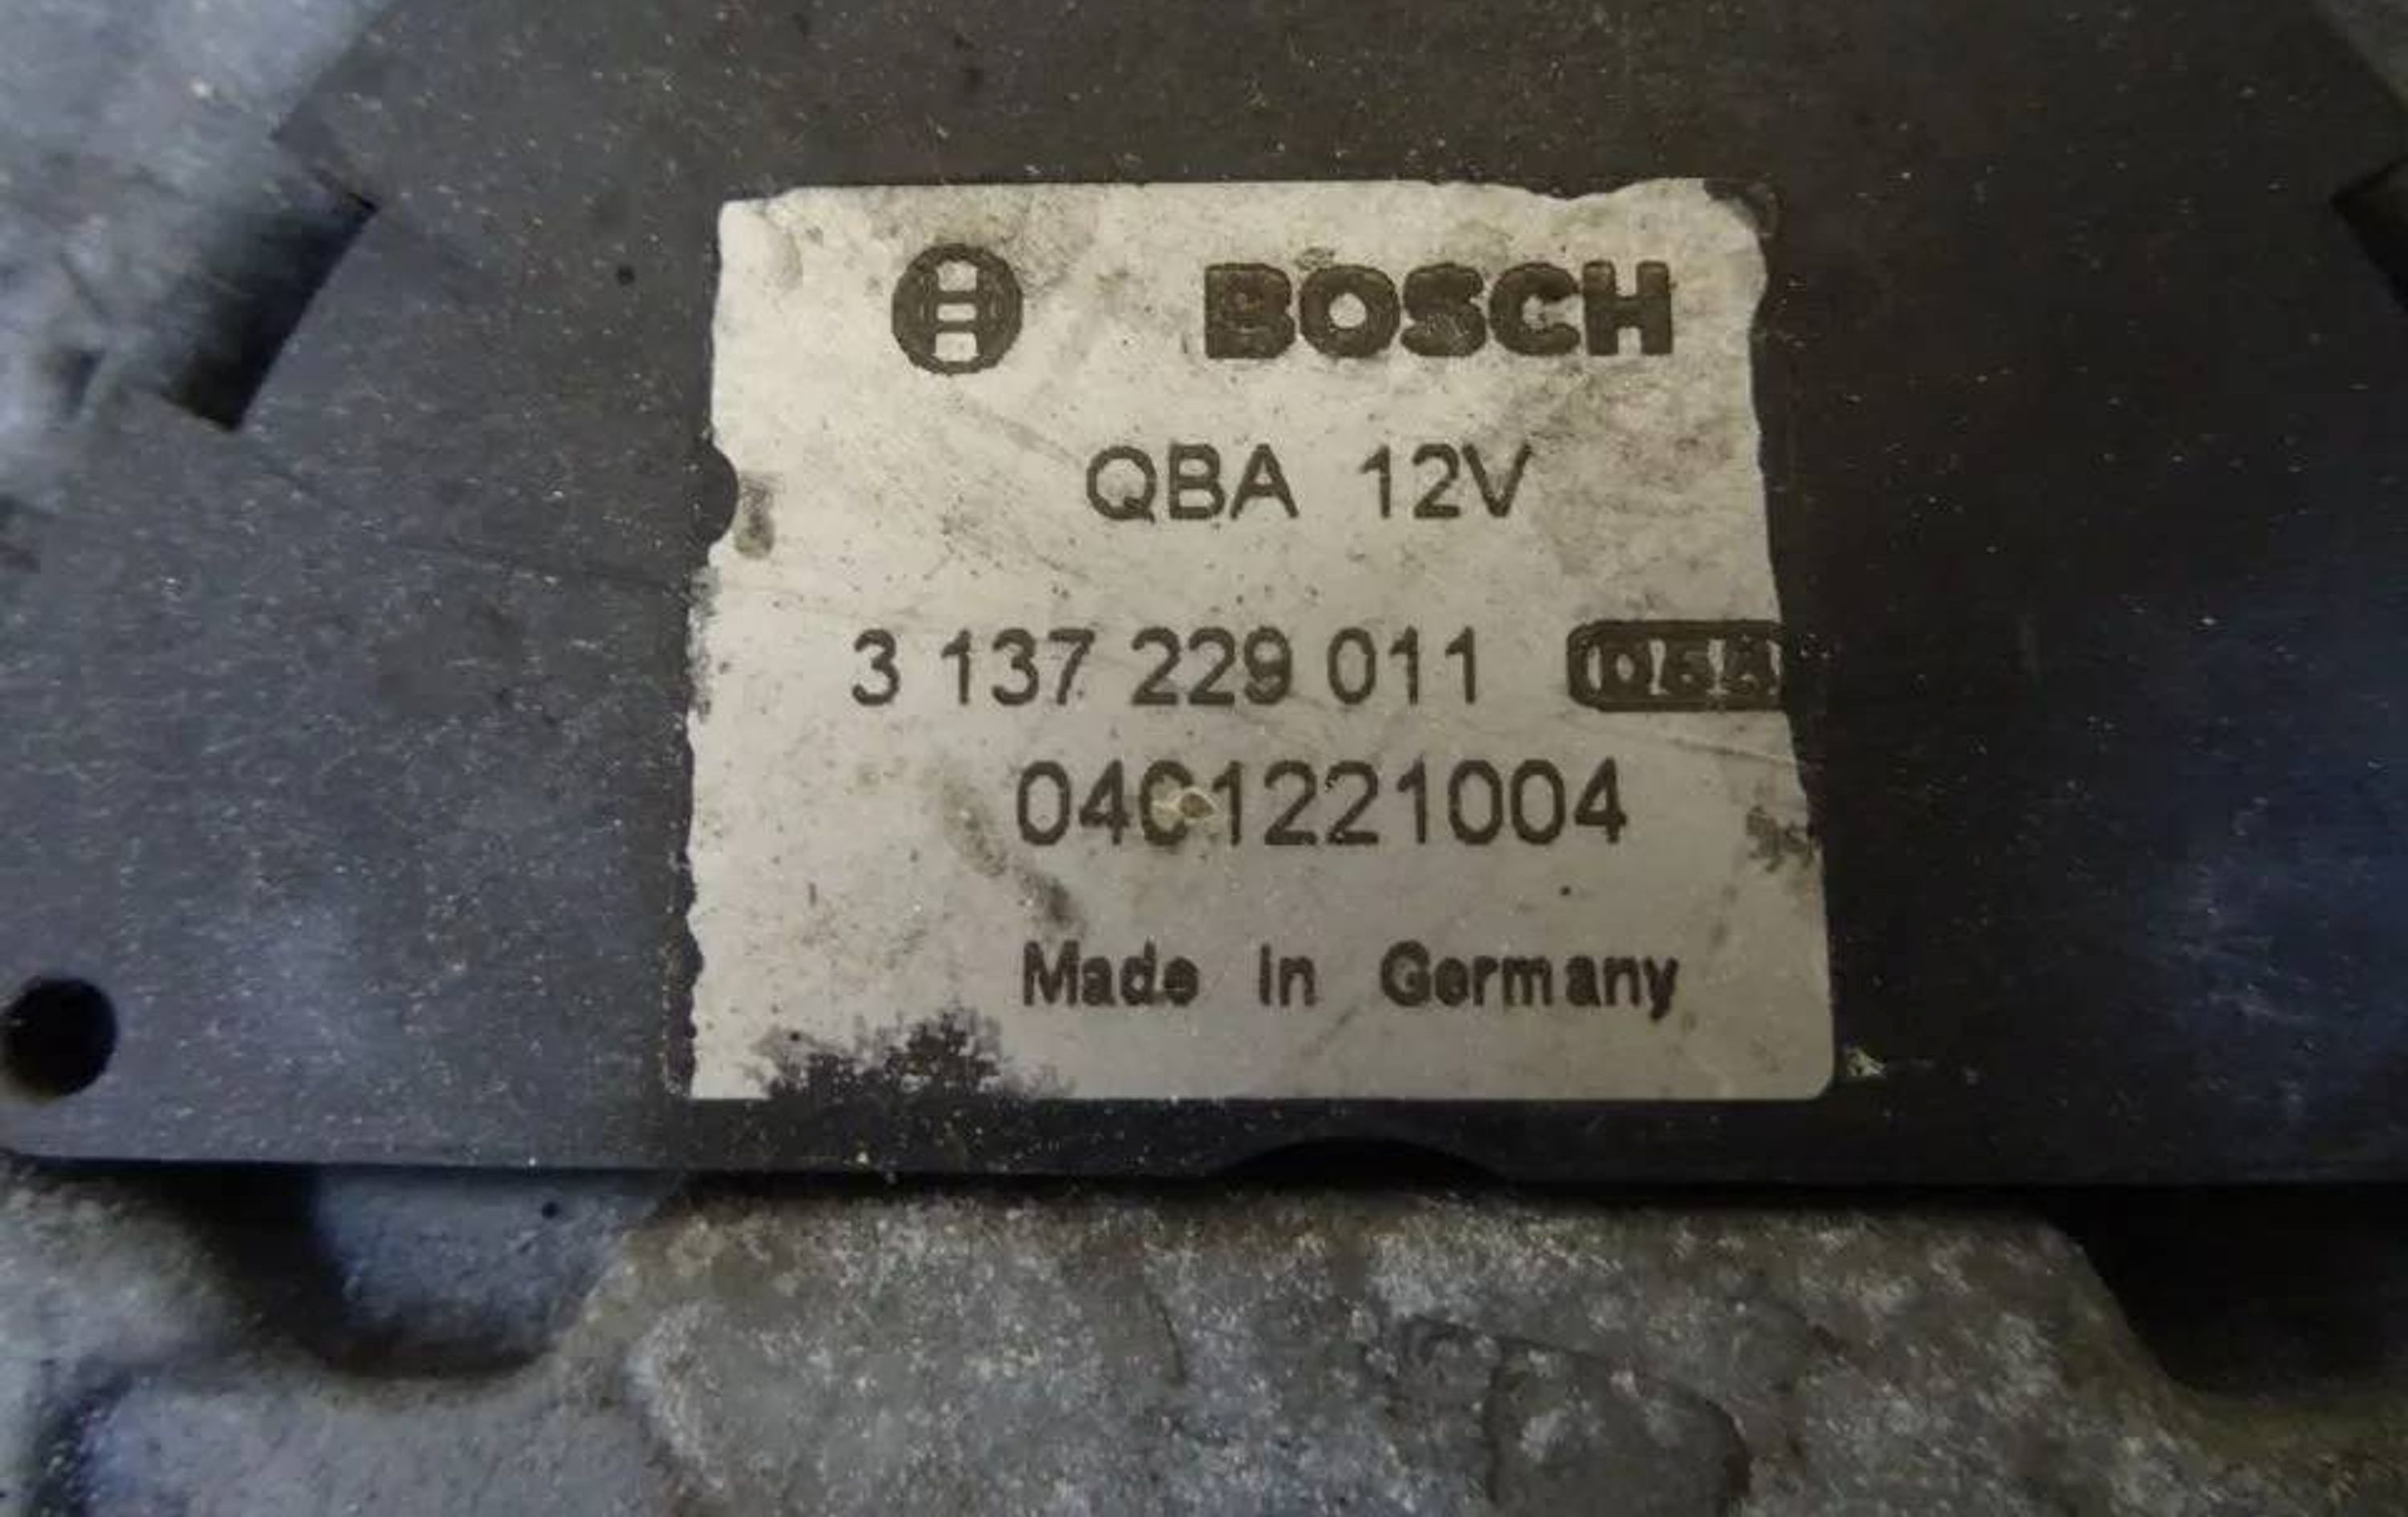 BOSCH
QBA 12V
3 137 229 011
0401221004
Made in Germany